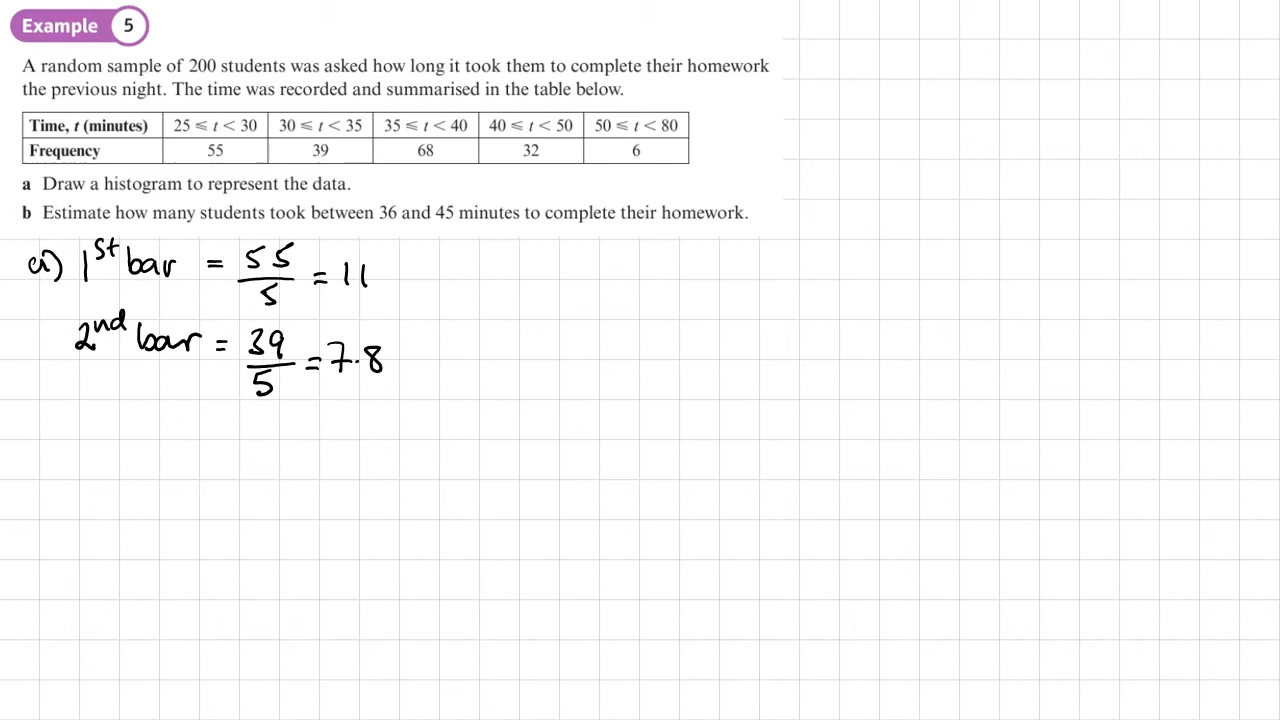 Example 5
A random sample of 200 students was asked how long it took them to complete their homework
the previous night. The time was recorded and summarised in the table below.
Time, t (minutes) 25 ⩽ t < 30 30 ⩽ t < 35 35 ⩽ t < 40 40 ⩽ t < 50 50 ⩽ t < 80
Frequency 55 39 68 32 6
a Draw a histogram to represent the data.
b Estimate how many students took between 36 and 45 minutes to complete their homework.
a) 1st bar = 55/5 = 11
2nd bar = 39/5 = 7.8